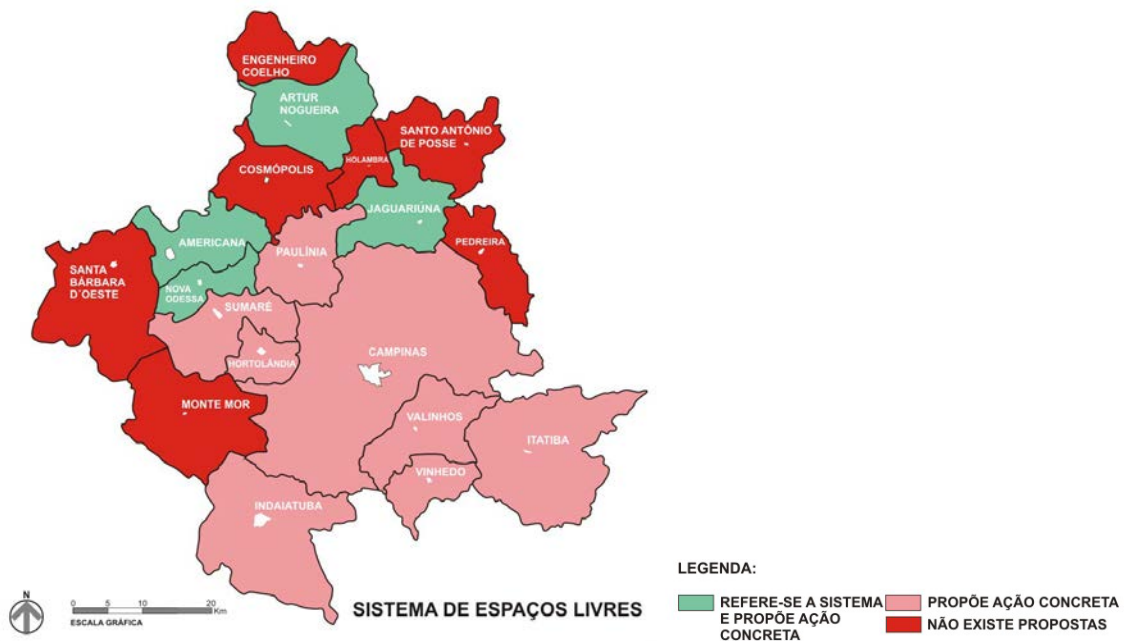 ENGENHEIRO
COELHO
ARTUR
NOGUEIRA
SANTO ANTÔNIO
DE POSSE
HOLAMBRA
COSMÓPOLIS
JAGUARIÚNA
AMERICANA
PEDREIRA
PAULÍNIA
SANTA
BÁRBARA
D´OESTE
NOVA
ODESSA
SUMARÉ
CAMPINAS
HORTOLÂNDIA
MONTE MOR
VALINHOS
ITATIBA
VINHEDO
INDAIATUBA
N
0 5 10 20
Km
ESCALA GRÁFICA
SISTEMA DE ESPAÇOS LIVRES
LEGENDA:
REFERE-SE A SISTEMA
E PROPÕE AÇÃO
CONCRETA
PROPÕE AÇÃO CONCRETA
NÃO EXISTE PROPOSTAS